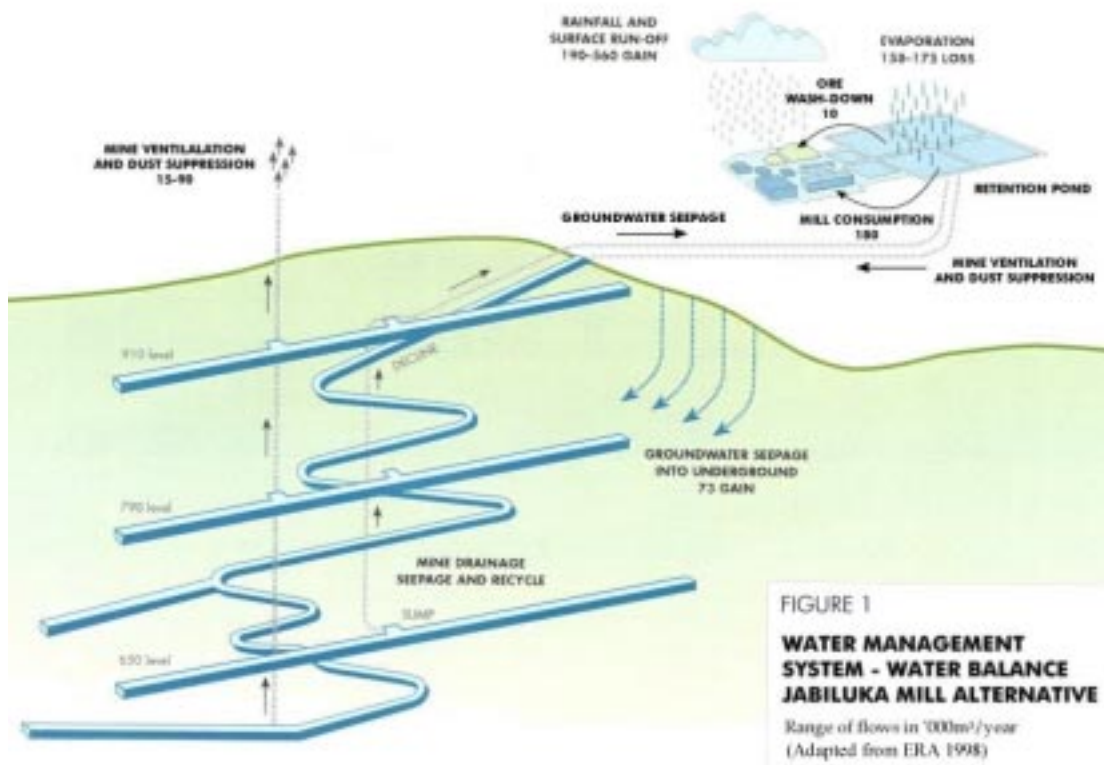 RAINFALL AND
SURFACE RUN-OFF
190-560 GAIN
EVAPORATION
158-175 LOSS
ORE
WASH-DOWN
10
MINE VENTILALATION
AND DUST SUPPRESSION
15-90
RETENTION POND
GROUNDWATER SEEPAGE
MILL CONSUMPTION
180
MINE VENTILATION
AND DUST SUPPRESSION
910 level
DECLINE
GROUNDWATER SEEPAGE
INTO UNDERGROUND
73 GAIN
790 level
MINE DRAINAGE
SEEPAGE AND RECYCLE
SUMP
650 level
FIGURE 1
WATER MANAGEMENT
SYSTEM - WATER BALANCE
JABILUKA MILL ALTERNATIVE
Range of flows in '000m³/year
(Adapted from ERA 1998)